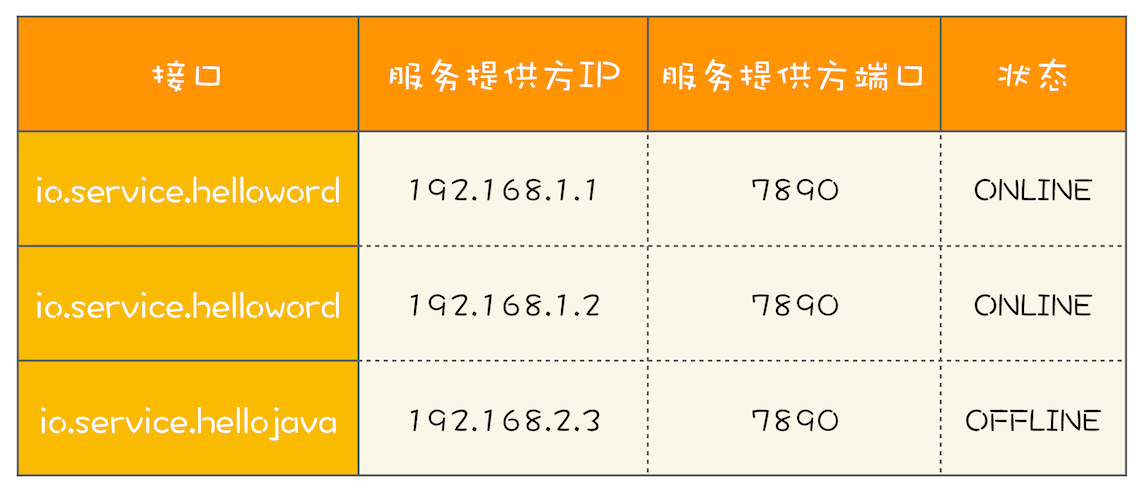 接口 服务提供方IP 服务提供方端口 状态
io.service.helloword 192.168.1.1 7890 ONLINE
io.service.helloword 192.168.1.2 7890 ONLINE
io.service.hellojava 192.168.2.3 7890 OFFLINE